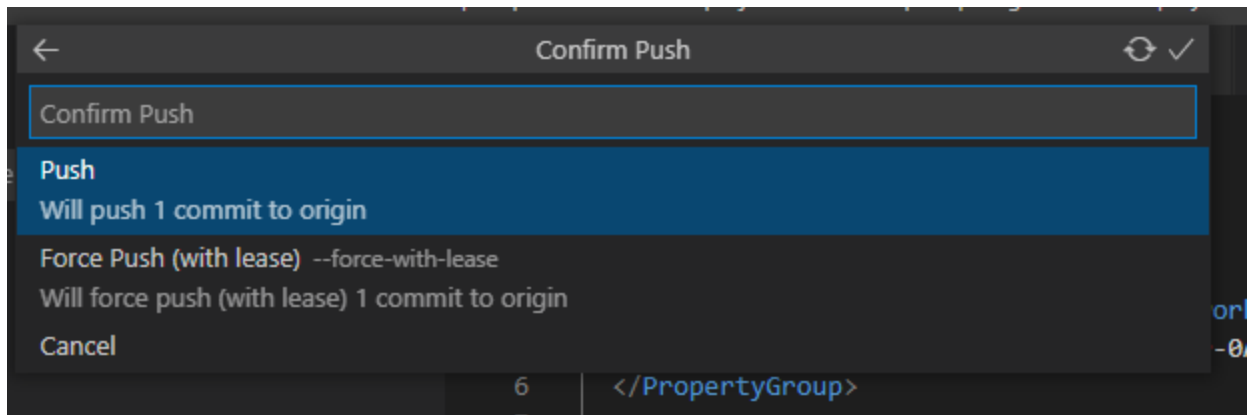 Confirm Push
Confirm Push
Push
Will push 1 commit to origin
Force Push (with lease) --force-with-lease
Will force push (with lease) 1 commit to origin
Cancel
6 </PropertyGroup>